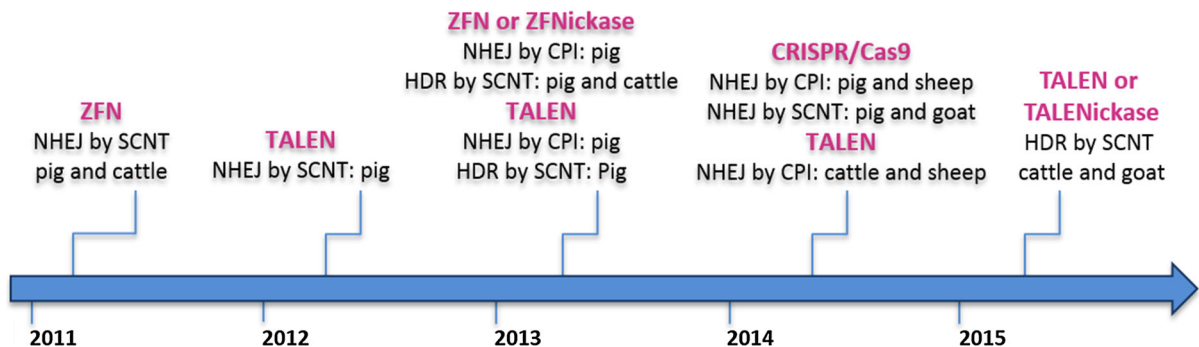 ZFN
NHEJ by SCNT
pig and cattle
TALEN
NHEJ by SCNT: pig
ZFN or ZFNickase
NHEJ by CPI: pig
HDR by SCNT: pig and cattle
TALEN
NHEJ by CPI: pig
HDR by SCNT: Pig
CRISPR/Cas9
NHEJ by CPI: pig and sheep
NHEJ by SCNT: pig and goat
TALEN
NHEJ by CPI: cattle and sheep
TALEN or
TALENickase
HDR by SCNT
cattle and goat
2011
2012
2013
2014
2015